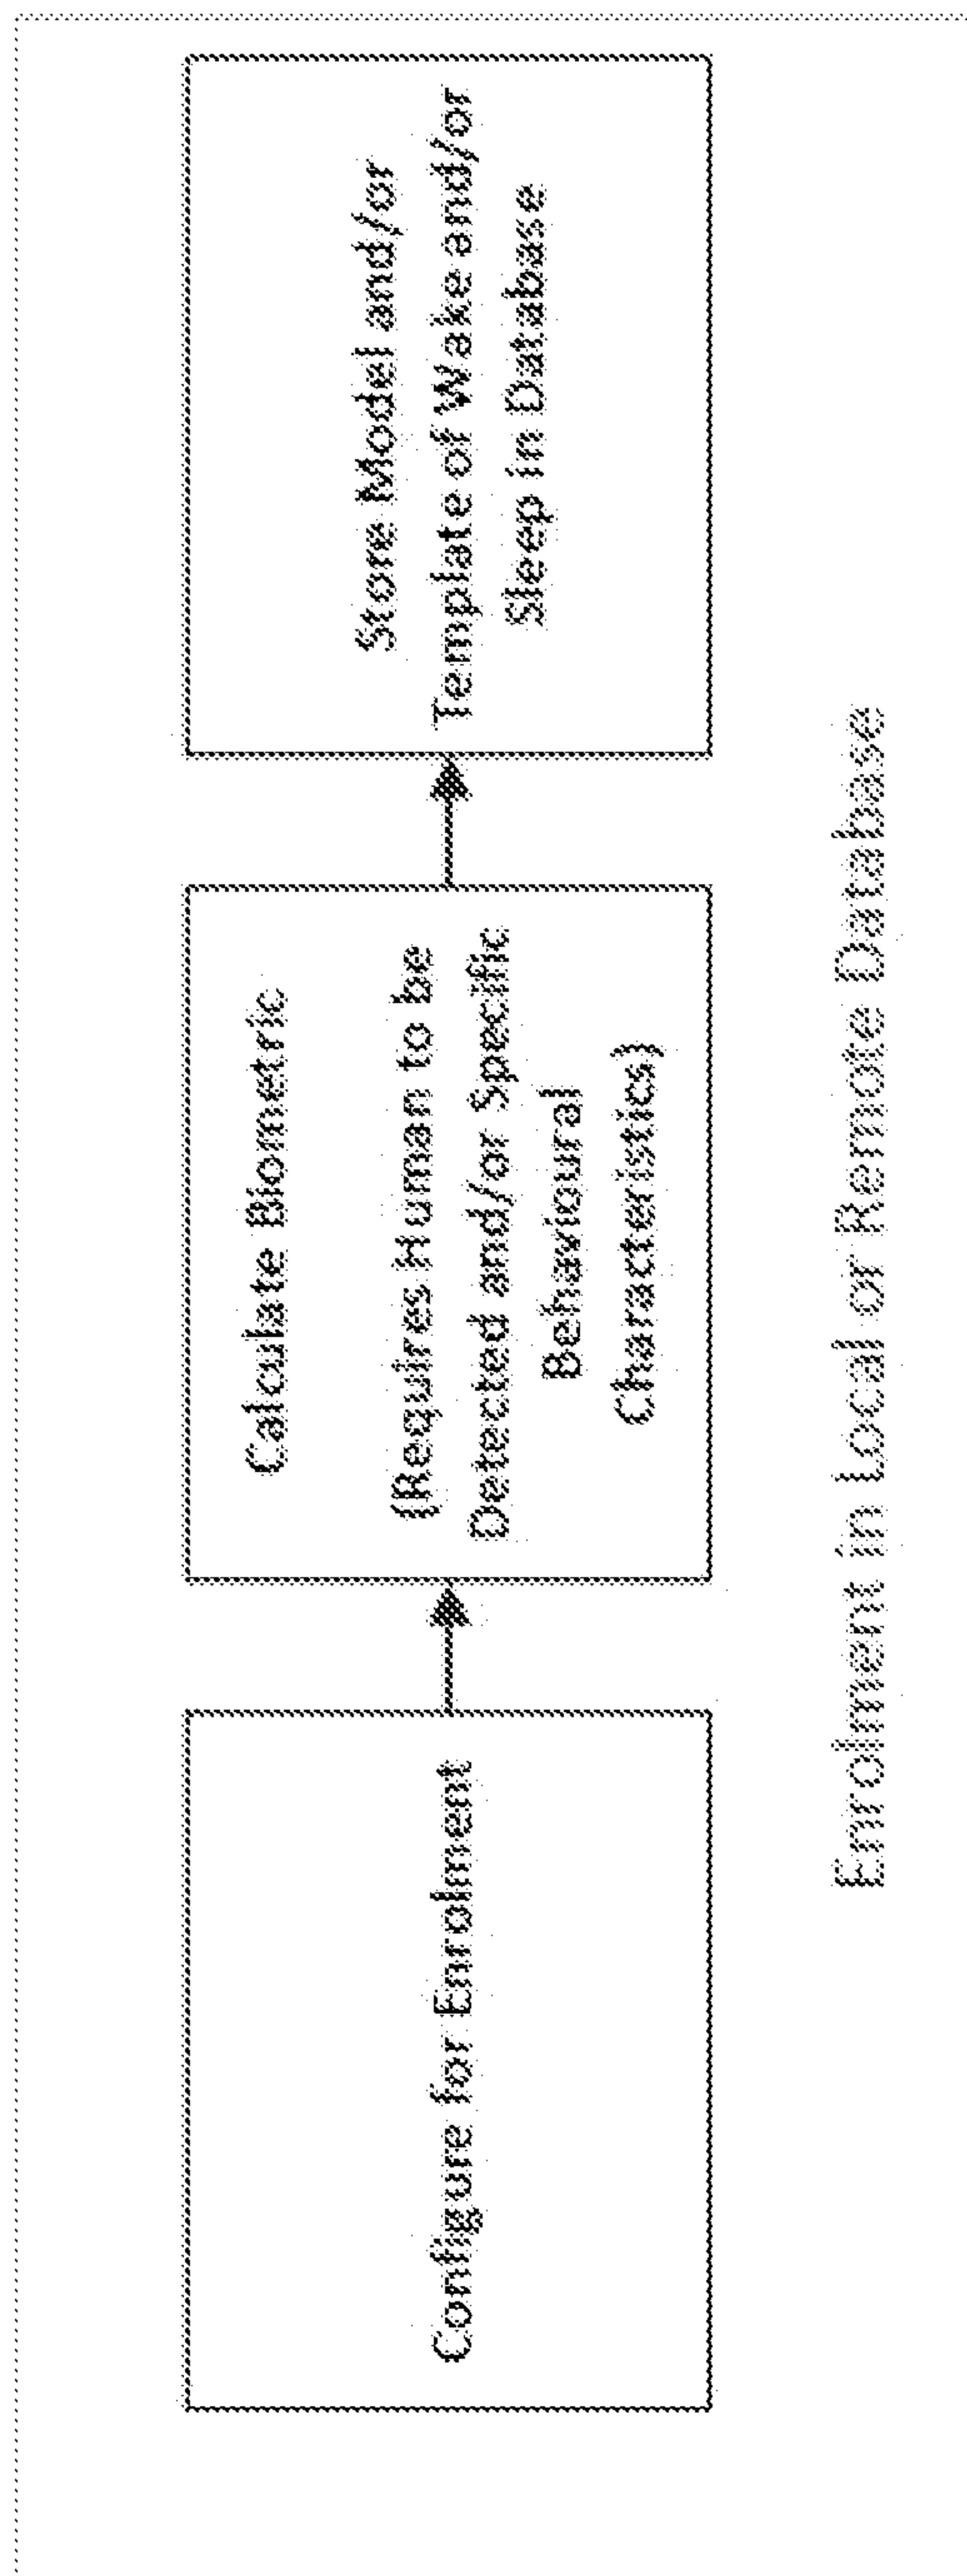 Configure for Enrolment
Calculate Biometric
(Requires Human to be
Detected and/or Specific
Behavioural
Characteristics)
Store Model and/or
Template of Wake and/or
Sleep in Database
Enrolment in Local or Remote Database